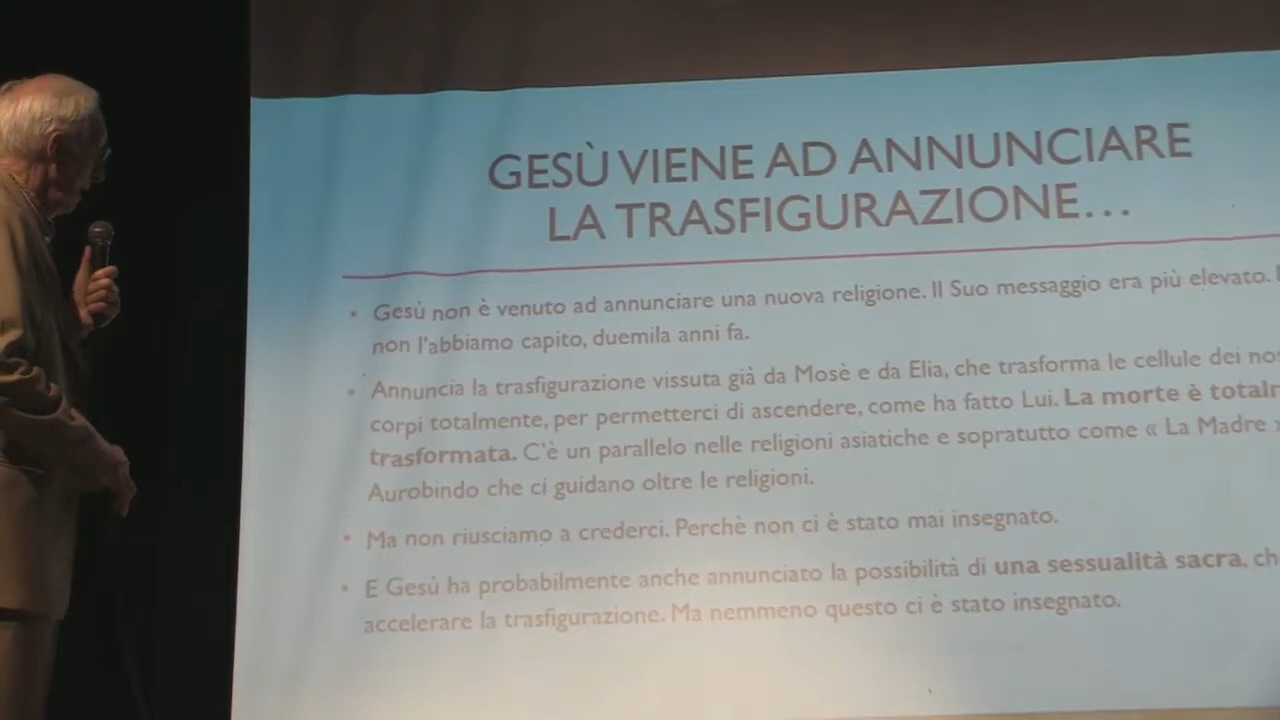 GESÙ VIENE AD ANNUNCIARE
LA TRASFIGURAZIONE...
• Gesù non è venuto ad annunciare una nuova religione. Il Suo messaggio era più elevato.
non l'abbiamo capito, duemila anni fa.
• Annuncia la trasfigurazione vissuta già da Mosè e da Elia, che trasforma le cellule dei
corpi totalmente, per permetterci di ascendere, come ha fatto Lui. La morte è
trasformata. C'è un parallelo nelle religioni asiatiche e sopratutto come « La Madre »
Aurobindo che ci guidano oltre le religioni.
• Ma non riusciamo a crederci. Perchè non ci è stato mai insegnato.
• E Gesù ha probabilmente anche annunciato la possibilità di una sessualità sacra,
accelerare la trasfigurazione. Ma nemmeno questo ci è stato insegnato.